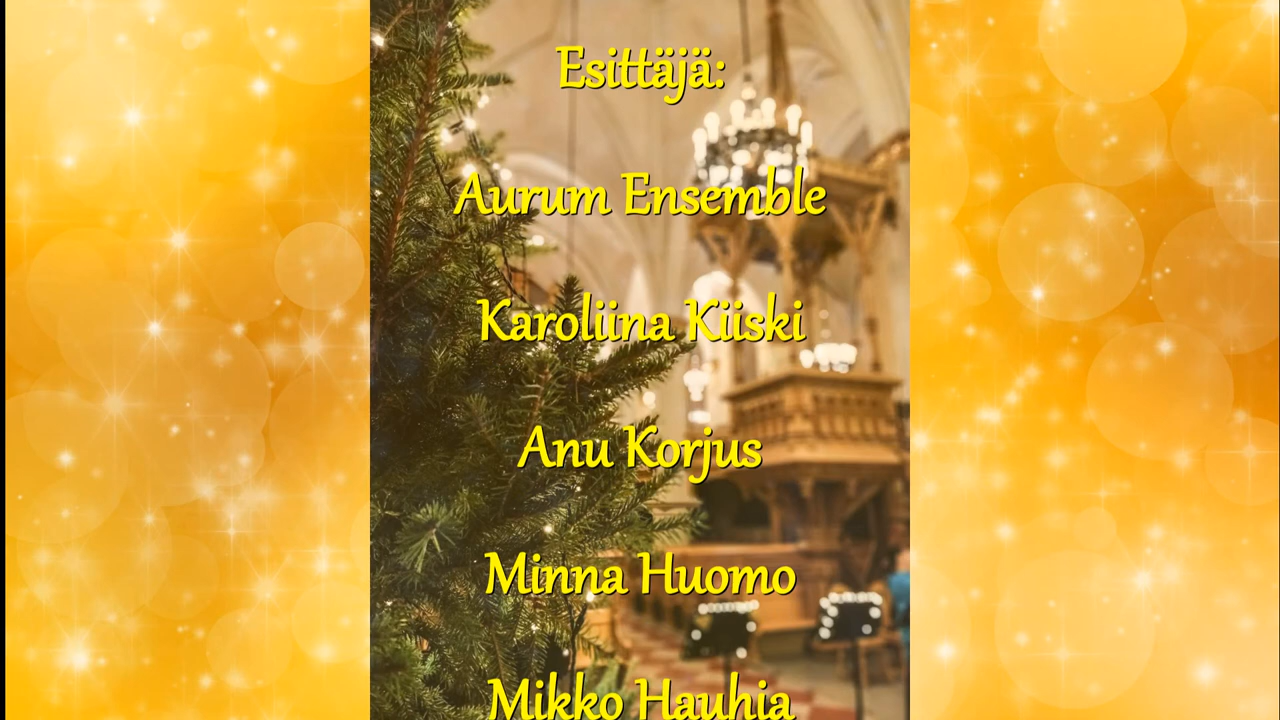 Esittäjä:
Aurum Ensemble
Karoliina Kiiski
Anu Korjus
Minna Huomo
Mikko Hauhia